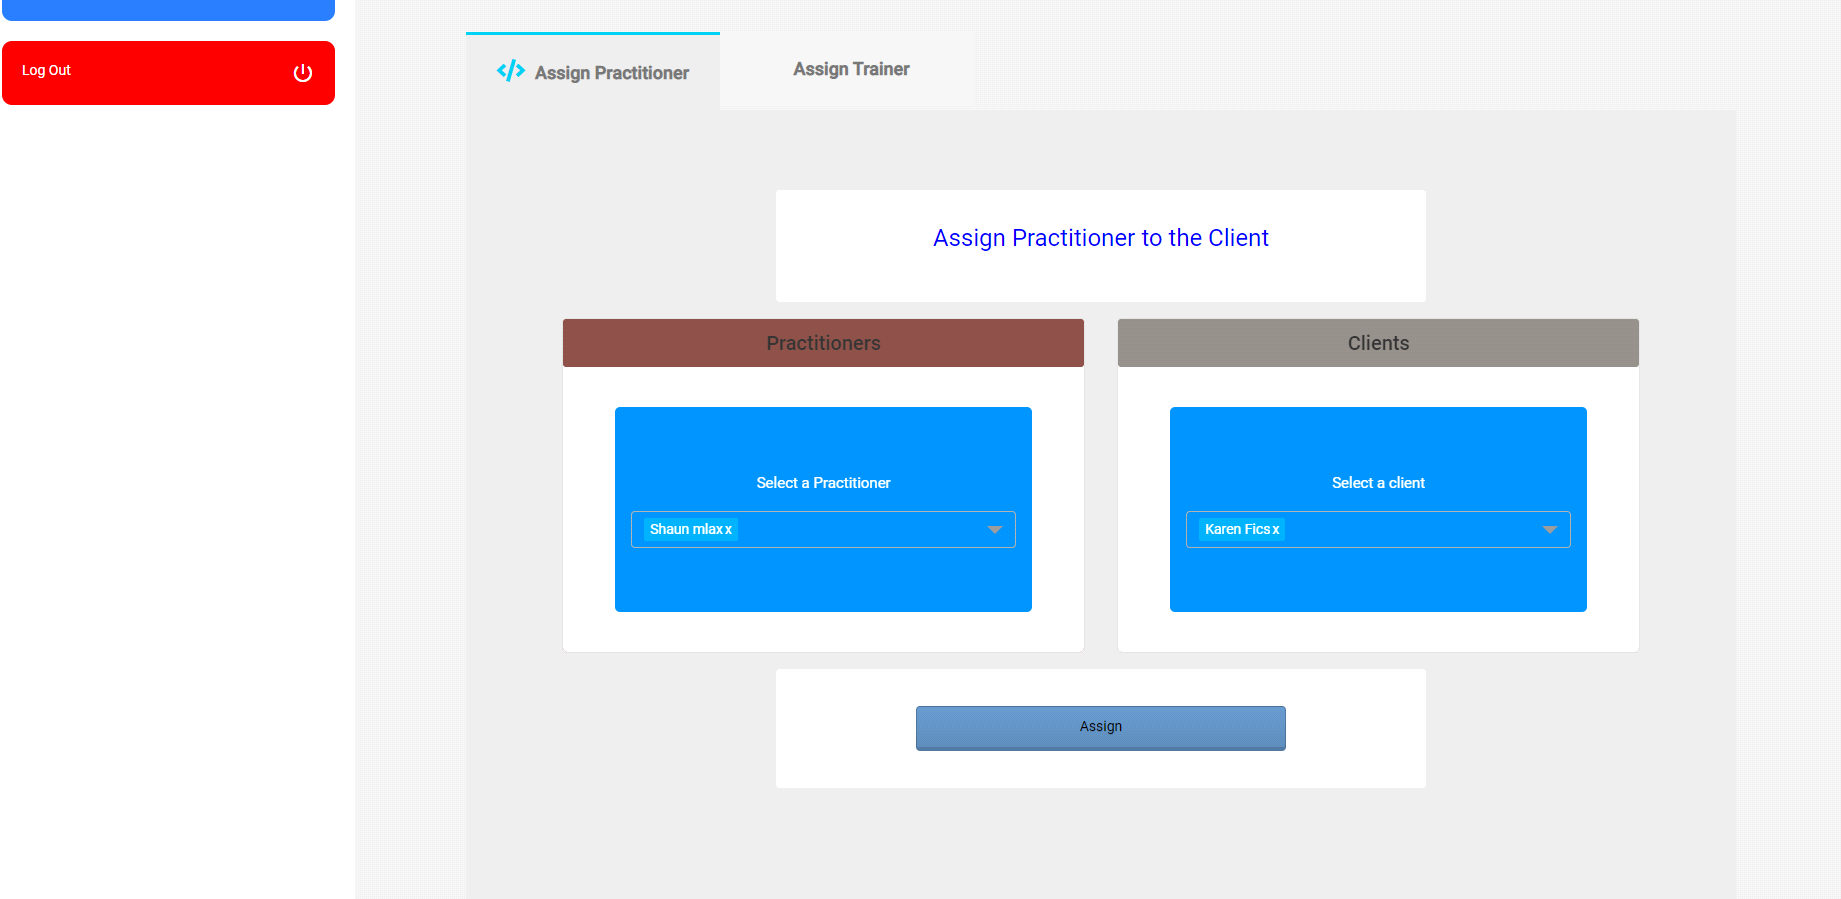 Log Out
</> Assign Practitioner
Assign Trainer
Assign Practitioner to the Client
Practitioners
Clients
Select a Practitioner
Select a client
Shaun mlax x
Karen Fics x
Assign